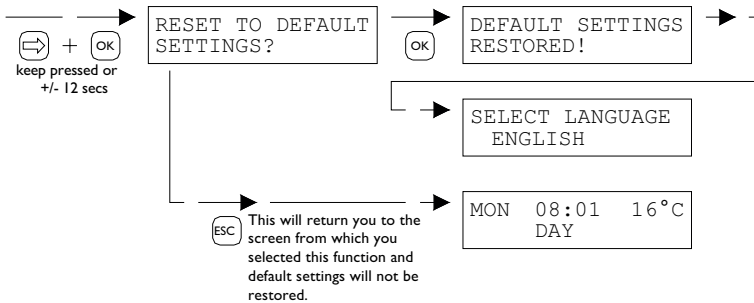 + OK
keep pressed or
+/- 12 secs
RESET TO DEFAULT
SETTINGS?
OK
DEFAULT SETTINGS
RESTORED!
SELECT LANGUAGE
ENGLISH
ESC
This will return you to the
screen from which you
selected this function and
default settings will not be
restored.
MON 08:01 16°C
DAY